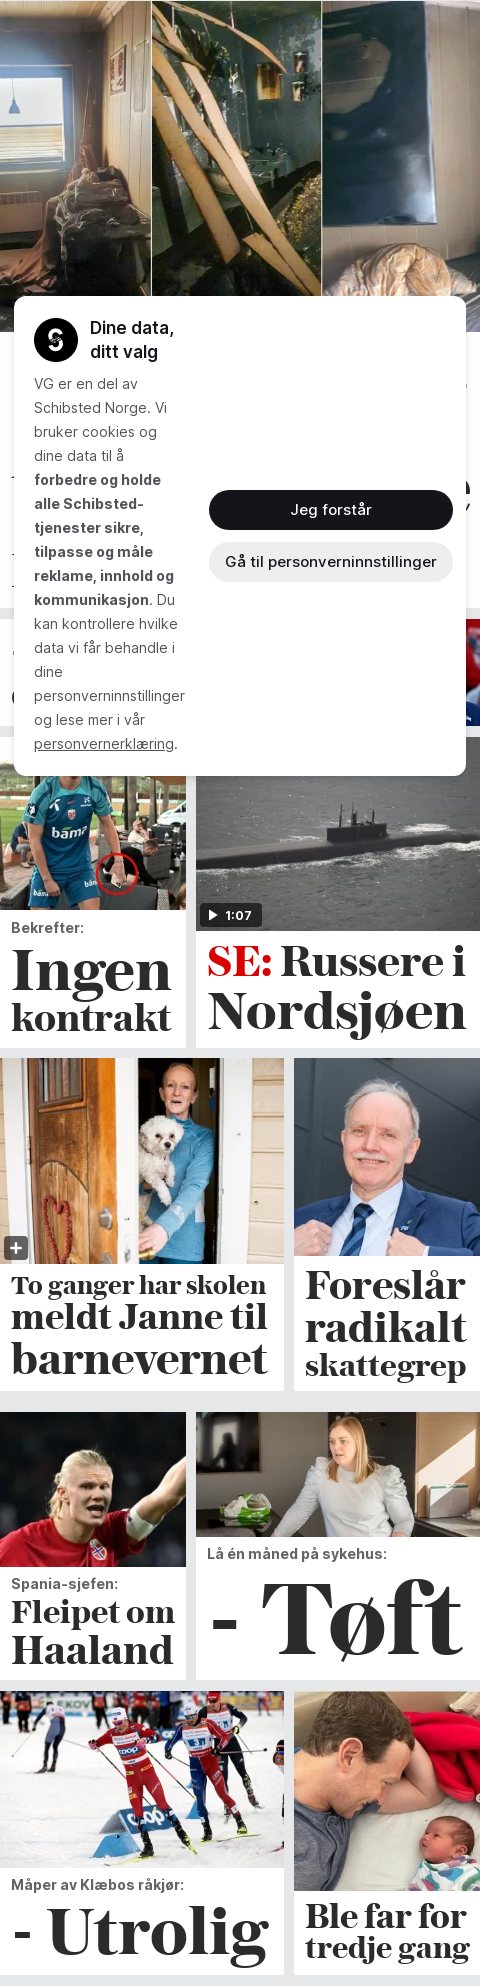 Dine data,
ditt valg
VG er en del av
Schibsted Norge. Vi
bruker cookies og
dine data til å
forbedre og holde
alle Schibsted-
tjenester sikre,
tilpasse og måle
reklame, innhold og
kommunikasjon. Du
kan kontrollere hvilke
data vi får behandle i
dine
personverninnstillinger
og lese mer i vår
personvernerklæring.
Jeg forstår
Gå til personverninnstillinger
bama
1:07
Bekrefter:
Ingen
kontrakt
SE: Russere i
Nordsjøen
To ganger har skolen
meldt Janne til
barnevernet
Foreslår
radikalt
skattegrep
Spania-sjefen:
Fleipet om
Haaland
Lå én måned på sykehus:
- Tøft
coop
Måper av Klæbos råkjør:
- Utrolig
Ble far for
tredje gang